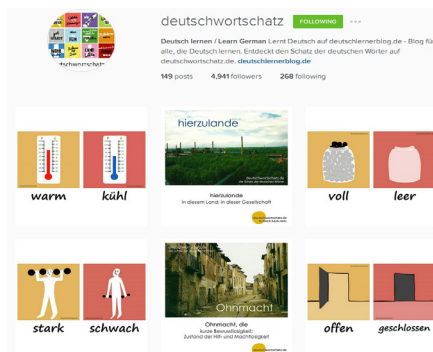 deutschwortschatz FOLLOWING
Deutsch lernen / Learn German Lernt Deutsch auf deutschlernerblog.de - Blog für
alle, die Deutsch lernen. Entdeckt den Schatz der deutschen Wörter auf
deutschwortschatz.de. deutschlernerblog.de
149 posts 4,941 followers 268 following
warm kühl
hierzulande
hierzulande
in diesem Land; in dieser Gesellschaft
voll leer
stark schwach
Ohnmacht
Ohnmacht, die
kurze Bewusstlosigkeit;
Zustand der Hilf- und Machtlosigkeit
offen geschlossen